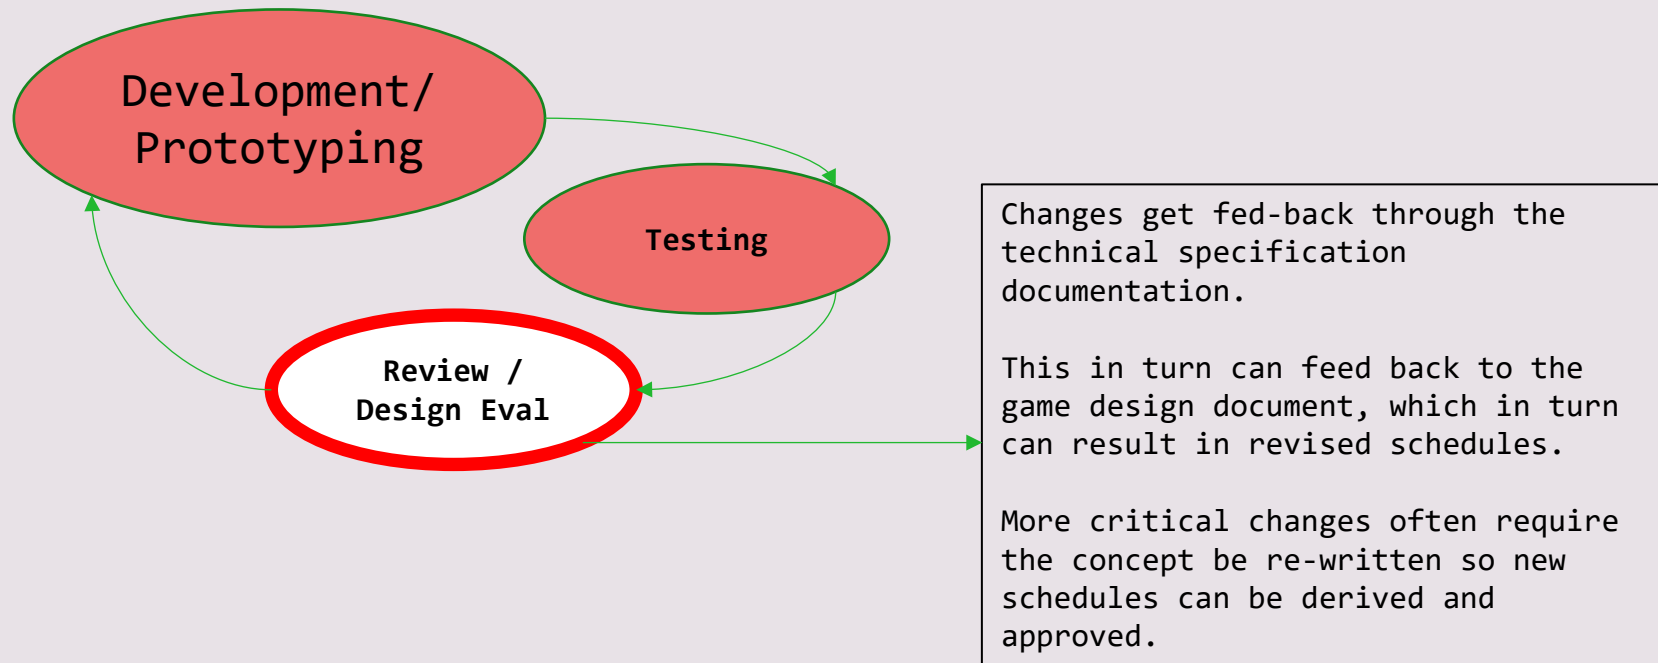 Development/
Prototyping
Testing
Review /
Design Eval
Changes get fed-back through the
technical specification
documentation.
This in turn can feed back to the
game design document, which in turn
can result in revised schedules.
More critical changes often require
the concept be re-written so new
schedules can be derived and
approved.